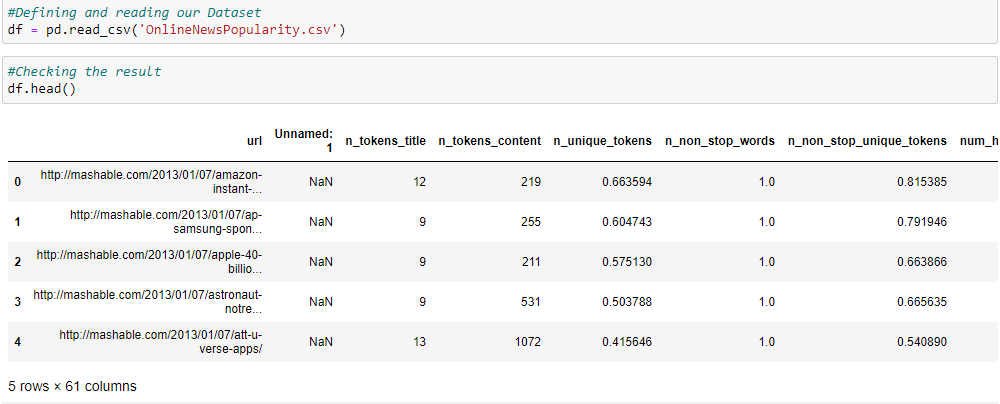 #Defining and reading our Dataset
df = pd.read_csv('OnlineNewsPopularity.csv')
#Checking the result
df.head()
url Unnamed: 1 n_tokens_title n_tokens_content n_unique_tokens n_non_stop_words n_non_stop_unique_tokens num_h
0 http://mashable.com/2013/01/07/amazon-instant-... NaN 12 219 0.663594 1.0 0.815385
1 http://mashable.com/2013/01/07/ap-samsung-spon... NaN 9 255 0.604743 1.0 0.791946
2 http://mashable.com/2013/01/07/apple-40-billio... NaN 9 211 0.575130 1.0 0.663866
3 http://mashable.com/2013/01/07/astronaut-notre... NaN 9 531 0.503788 1.0 0.665635
4 http://mashable.com/2013/01/07/att-u-verse-apps/ NaN 13 1072 0.415646 1.0 0.540890
5 rows × 61 columns